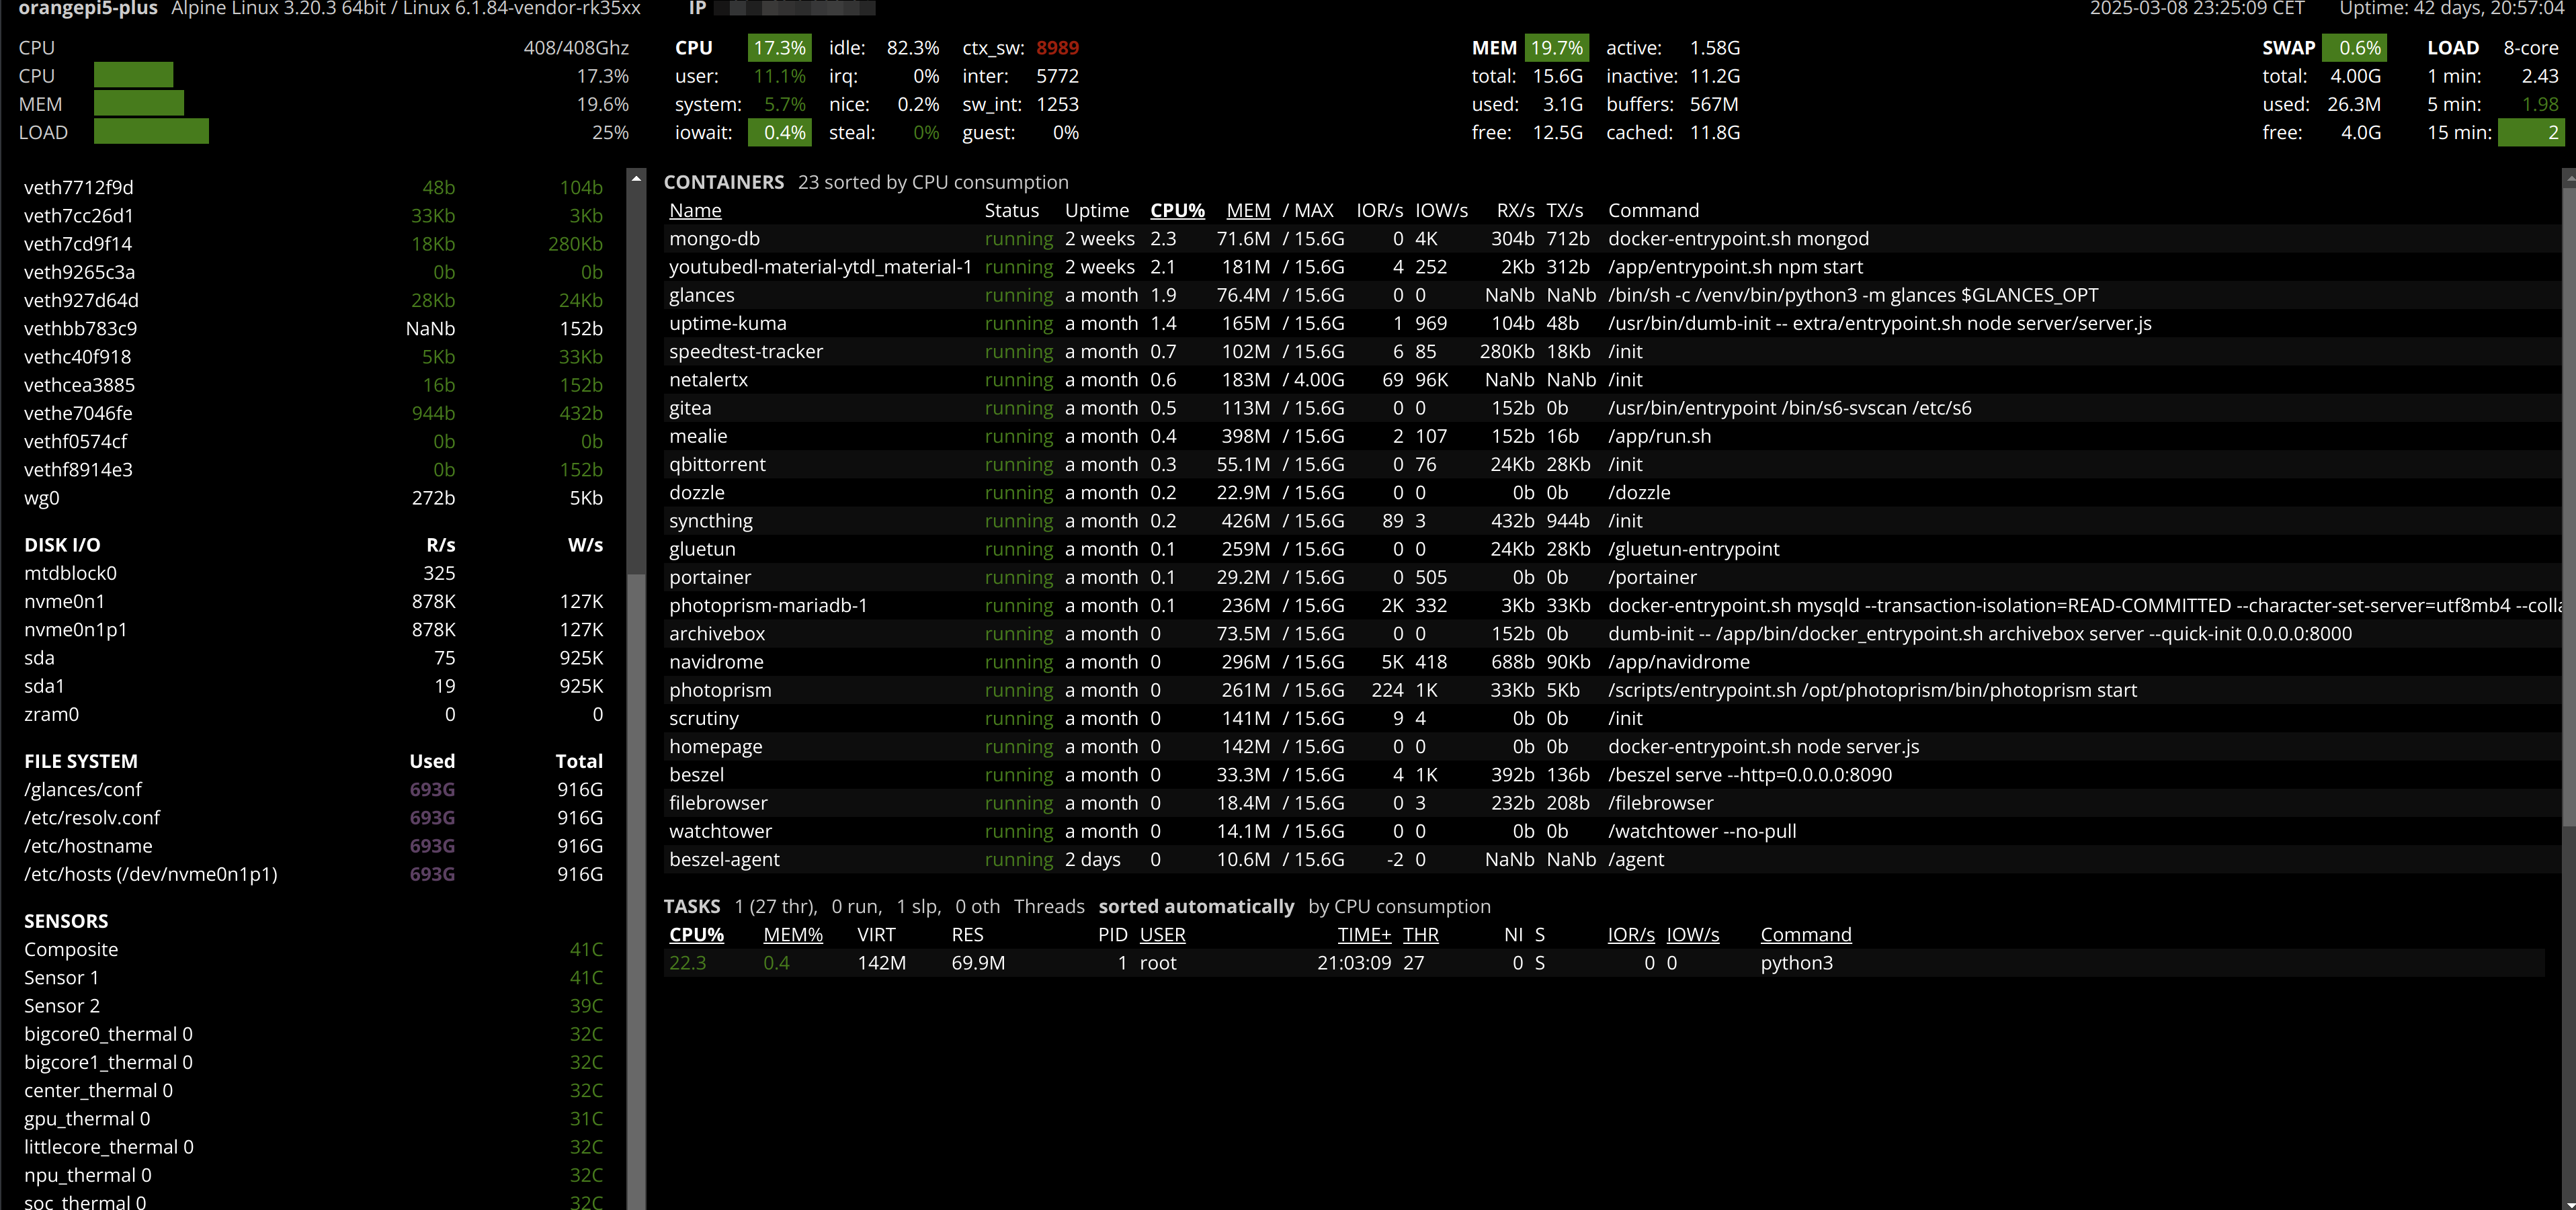 orangepi5-plus Alpine Linux 3.20.3 64bit / Linux 6.1.84-vendor-rk35xx IP 2025-03-08 23:25:09 CET Uptime: 42 days, 20:57:04
CPU 408/408Ghz
CPU 17.3%
MEM 19.6%
LOAD 25%
CPU 17.3% idle: 82.3% ctx_sw: 8989
user: 11.1% irq: 0% inter: 5772
system: 5.7% nice: 0.2% sw_int: 1253
iowait: 0.4% steal: 0% guest: 0%
MEM 19.7% active: 1.58G
total: 15.6G inactive: 11.2G
used: 3.1G buffers: 567M
free: 12.5G cached: 11.8G
SWAP 0.6%
total: 4.00G
used: 26.3M
free: 4.0G
LOAD 8-core
1 min: 2.43
5 min: 1.98
15 min: 2
veth7712f9d 48b 104b
veth7cc26d1 33Kb 3Kb
veth7cd9f14 18Kb 280Kb
veth9265c3a 0b 0b
veth927d64d 28Kb 24Kb
vethbb783c9 NaNb 152b
vethc40f918 5Kb 33Kb
vethcea3885 16b 152b
vethe7046fe 944b 432b
vethf0574cf 0b 0b
vethf8914e3 0b 152b
wg0 272b 5Kb
DISK I/O R/s W/s
mtdblock0 325
nvme0n1 878K 127K
nvme0n1p1 878K 127K
sda 75 925K
sda1 19 925K
zram0 0 0
FILE SYSTEM Used Total
/glances/conf 693G 916G
/etc/resolv.conf 693G 916G
/etc/hostname 693G 916G
/etc/hosts (/dev/nvme0n1p1) 693G 916G
SENSORS
Composite 41C
Sensor 1 41C
Sensor 2 39C
bigcore0_thermal 0 32C
bigcore1_thermal 0 32C
center_thermal 0 32C
gpu_thermal 0 31C
littlecore_thermal 0 32C
npu_thermal 0 32C
soc_thermal 0 32C
CONTAINERS 23 sorted by CPU consumption
Name Status Uptime CPU% MEM / MAX IOR/s IOW/s RX/s TX/s Command
mongo-db running 2 weeks 2.3 71.6M / 15.6G 0 4K 304b 712b docker-entrypoint.sh mongod
youtubedl-material-ytdl_material-1 running 2 weeks 2.1 181M / 15.6G 4 252 2Kb 312b /app/entrypoint.sh npm start
glances running a month 1.9 76.4M / 15.6G 0 0 NaNb NaNb /bin/sh -c /venv/bin/python3 -m glances $GLANCES_OPT
uptime-kuma running a month 1.4 165M / 15.6G 1 969 104b 48b /usr/bin/dumb-init -- extra/entrypoint.sh node server/server.js
speedtest-tracker running a month 0.7 102M / 15.6G 6 85 280Kb 18Kb /init
netalertx running a month 0.6 183M / 4.00G 69 96K NaNb NaNb /init
gitea running a month 0.5 113M / 15.6G 0 0 152b 0b /usr/bin/entrypoint /bin/s6-svscan /etc/s6
mealie running a month 0.4 398M / 15.6G 2 107 152b 16b /app/run.sh
qbittorrent running a month 0.3 55.1M / 15.6G 0 76 24Kb 28Kb /init
dozzle running a month 0.2 22.9M / 15.6G 0 0 0b 0b /dozzle
syncthing running a month 0.2 426M / 15.6G 89 3 432b 944b /init
gluetun running a month 0.1 259M / 15.6G 0 0 24Kb 28Kb /gluetun-entrypoint
portainer running a month 0.1 29.2M / 15.6G 0 505 0b 0b /portainer
photoprism-mariadb-1 running a month 0.1 236M / 15.6G 2K 332 3Kb 33Kb docker-entrypoint.sh mysqld --transaction-isolation=READ-COMMITTED --character-set-server=utf8mb4 --colla
archivebox running a month 0 73.5M / 15.6G 0 0 152b 0b dumb-init -- /app/bin/docker_entrypoint.sh archivebox server --quick-init 0.0.0.0:8000
navidrome running a month 0 296M / 15.6G 5K 418 688b 90Kb /app/navidrome
photoprism running a month 0 261M / 15.6G 224 1K 33Kb 5Kb /scripts/entrypoint.sh /opt/photoprism/bin/photoprism start
scrutiny running a month 0 141M / 15.6G 9 4 0b 0b /init
homepage running a month 0 142M / 15.6G 0 0 0b 0b docker-entrypoint.sh node server.js
beszel running a month 0 33.3M / 15.6G 4 1K 392b 136b /beszel serve --http=0.0.0.0:8090
filebrowser running a month 0 18.4M / 15.6G 0 3 232b 208b /filebrowser
watchtower running a month 0 14.1M / 15.6G 0 0 0b 0b /watchtower --no-pull
beszel-agent running 2 days 0 10.6M / 15.6G -2 0 NaNb NaNb /agent
TASKS 1 (27 thr), 0 run, 1 slp, 0 oth Threads sorted automatically by CPU consumption
CPU% MEM% VIRT RES PID USER TIME+ THR NI S IOR/s IOW/s Command
22.3 0.4 142M 69.9M 1 root 21:03:09 27 0 S 0 0 python3